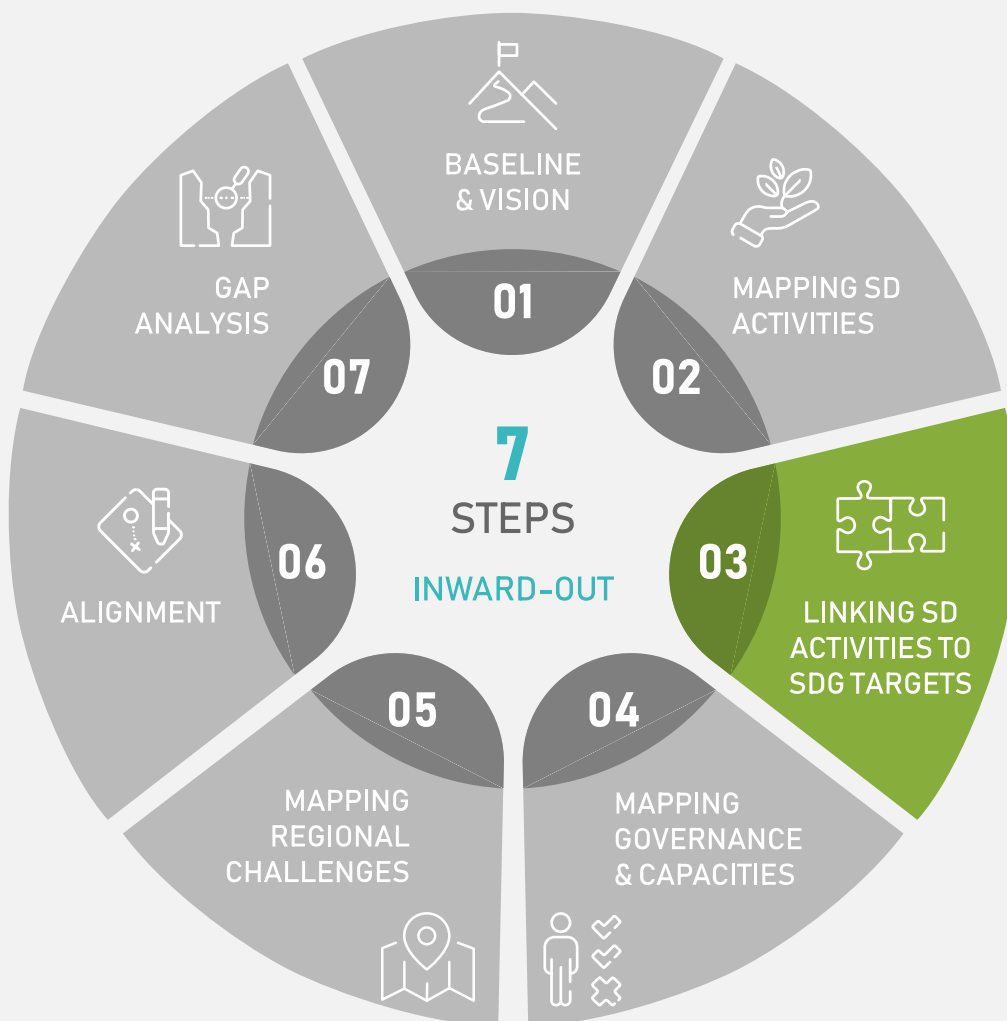 7
STEPS
INWARD-OUT
01
BASELINE
& VISION
02
MAPPING SD
ACTIVITIES
03
LINKING SD
ACTIVITIES TO
SDG TARGETS
04
MAPPING
GOVERNANCE
& CAPACITIES
05
MAPPING
REGIONAL
CHALLENGES
06
ALIGNMENT
07
GAP
ANALYSIS